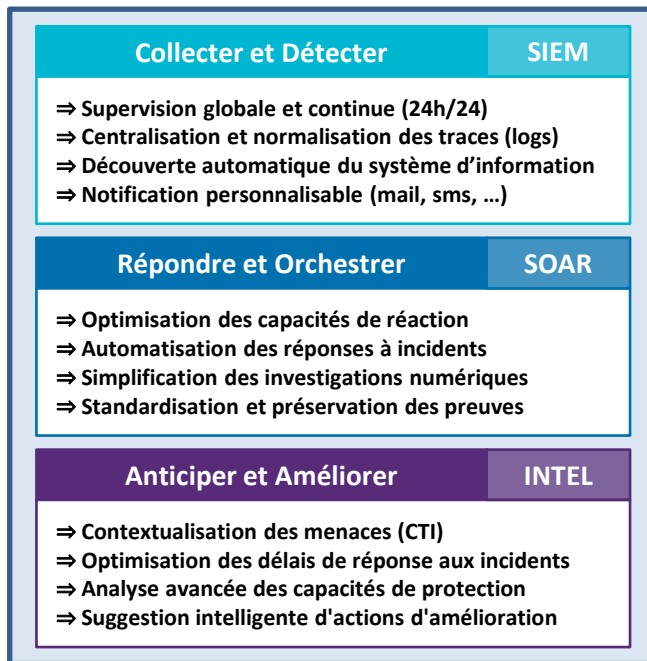 Collecter et Détecter SIEM
⇒ Supervision globale et continue (24h/24)
⇒ Centralisation et normalisation des traces (logs)
⇒ Découverte automatique du système d’information
⇒ Notification personnalisable (mail, sms, …)
Répondre et Orchestrer SOAR
⇒ Optimisation des capacités de réaction
⇒ Automatisation des réponses à incidents
⇒ Simplification des investigations numériques
⇒ Standardisation et préservation des preuves
Anticiper et Améliorer INTEL
⇒ Contextualisation des menaces (CTI)
⇒ Optimisation des délais de réponse aux incidents
⇒ Analyse avancée des capacités de protection
⇒ Suggestion intelligente d'actions d'amélioration